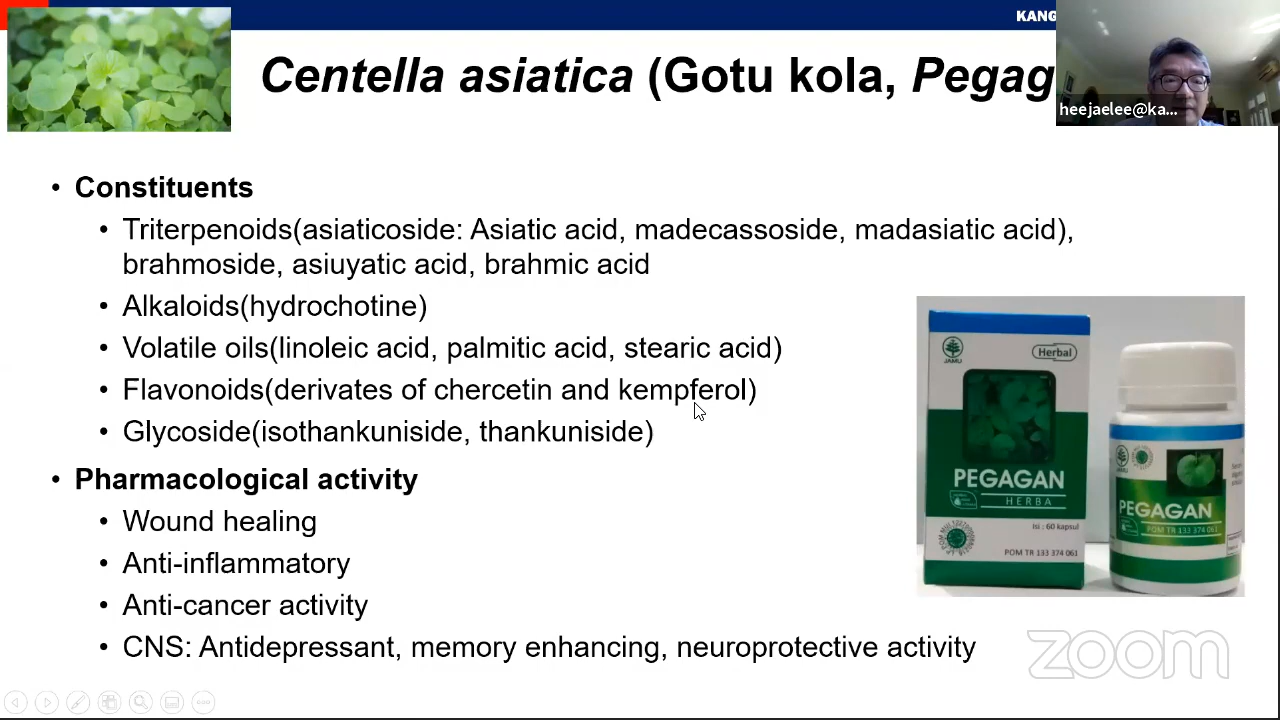 KANG
Centella asiatica (Gotu kola, Pegag
heejaelee@ka...
• Constituents
• Triterpenoids(asiaticoside: Asiatic acid, madecassoside, madasiatic acid),
brahmoside, asiuyatic acid, brahmic acid
• Alkaloids(hydrochotine)
• Volatile oils(linoleic acid, palmitic acid, stearic acid)
• Flavonoids(derivates of chercetin and kempferol)
• Glycoside(isothankuniside, thankuniside)
• Pharmacological activity
• Wound healing
• Anti-inflammatory
• Anti-cancer activity
• CNS: Antidepressant, memory enhancing, neuroprotective activity
JAMU
Herbal
PEGAGAN
HERBA
isi : 60 kapsul
POM TR 133 374 061
PEGAGAN
POM TR 133 374 061
zoom